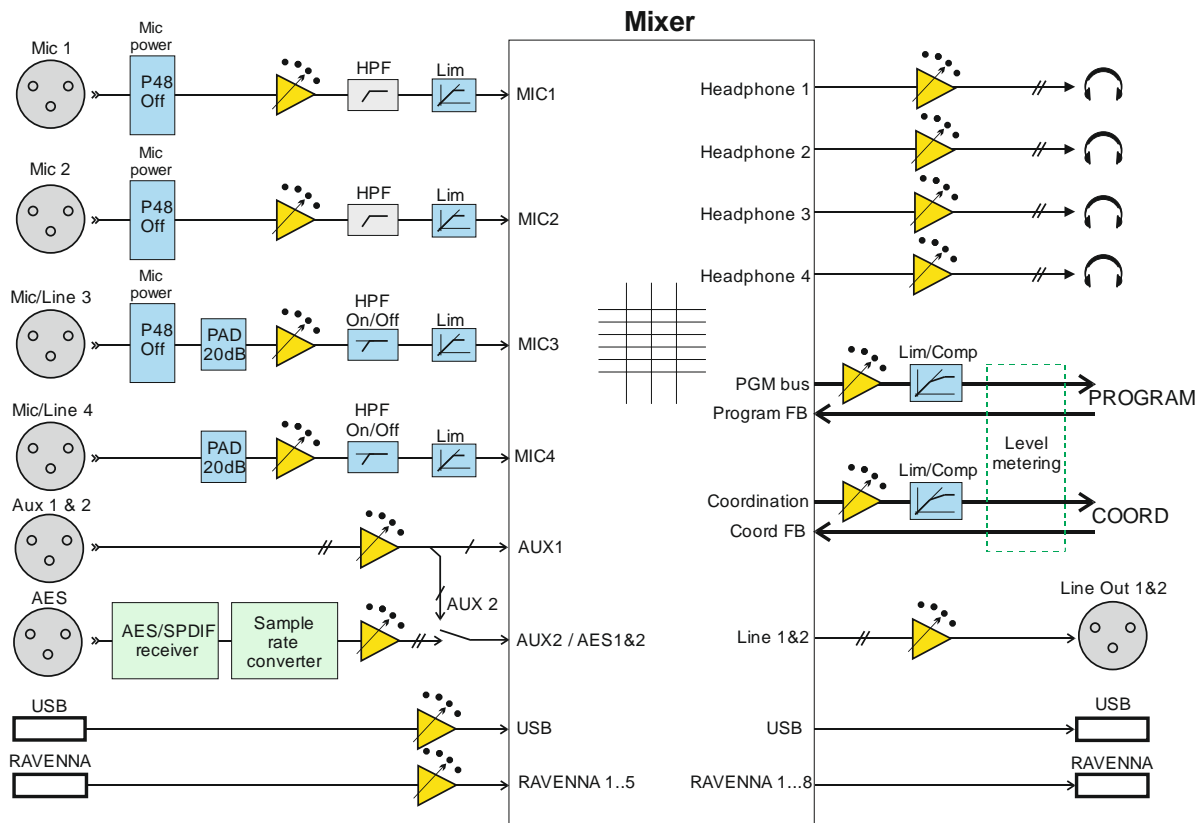 Mixer
Mic 1
Mic
power
P48
Off
HPF
Lim
MIC1
Mic 2
Mic
power
P48
Off
HPF
Lim
MIC2
Mic/Line 3
Mic
power
P48
Off
PAD
20dB
HPF
On/Off
Lim
MIC3
Mic/Line 4
PAD
20dB
HPF
On/Off
Lim
MIC4
Aux 1 & 2
AUX1
AUX 2
AES
AES/SPDIF
receiver
Sample
rate
converter
AUX2 / AES1&2
USB
USB
RAVENNA
RAVENNA 1..5
Headphone 1
Headphone 2
Headphone 3
Headphone 4
PGM bus
Lim/Comp
PROGRAM
Program FB
Level
metering
Coordination
Lim/Comp
COORD
Coord FB
Line 1&2
Line Out 1&2
USB
USB
RAVENNA 1...8
RAVENNA